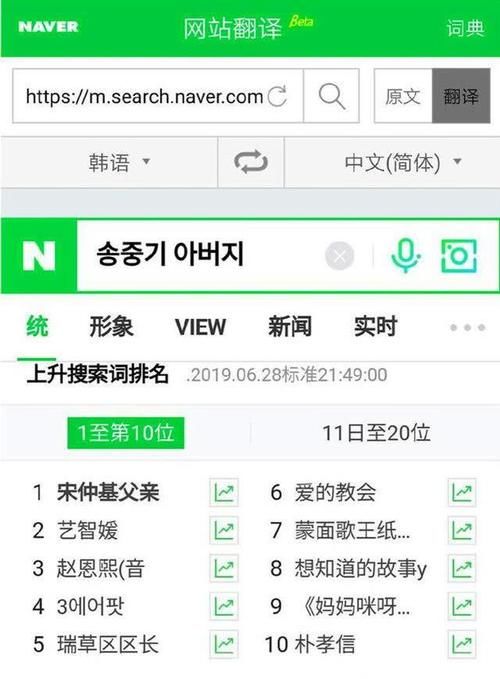 NAVER 网站翻译 Beta 词典
https://m.search.naver.com 原文 翻译
韩语 中文(简体)
N 송중기 아버지
统 形象 VIEW 新闻 实时
上升搜索词排名 .2019.06.28标准21:49:00
1至第10位 11日至20位
1 宋仲基父亲 6 爱的教会
2 艺智媛 7 蒙面歌王纸...
3 赵恩熙(音 8 想知道的故事y
4 3에어팟 9 《妈妈咪呀...
5 瑞草区区长 10 朴孝信